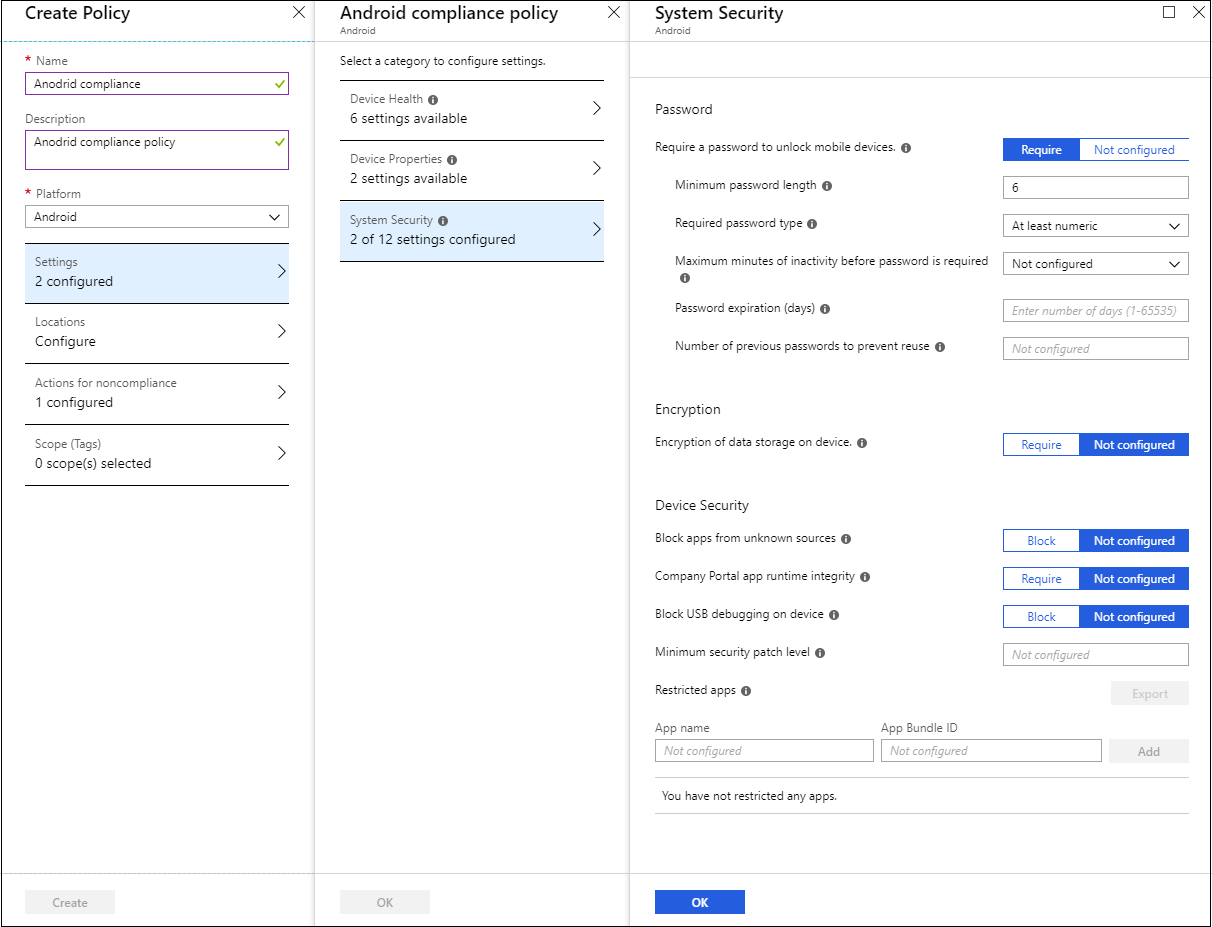 Create Policy
* Name
Anodrid compliance
Description
Anodrid compliance policy
* Platform
Android
Settings
2 configured
Locations
Configure
Actions for noncompliance
1 configured
Scope (Tags)
0 scope(s) selected
Create
Android compliance policy
Android
Select a category to configure settings.
Device Health
6 settings available
Device Properties
2 settings available
System Security
2 of 12 settings configured
OK
System Security
Android
Password
Require a password to unlock mobile devices. Require Not configured
Minimum password length 6
Required password type At least numeric
Maximum minutes of inactivity before password is required Not configured
Password expiration (days) Enter number of days (1-65535)
Number of previous passwords to prevent reuse Not configured
Encryption
Encryption of data storage on device. Require Not configured
Device Security
Block apps from unknown sources Block Not configured
Company Portal app runtime integrity Require Not configured
Block USB debugging on device Block Not configured
Minimum security patch level Not configured
Restricted apps Export
App name App Bundle ID
Not configured Not configured Add
You have not restricted any apps.
OK